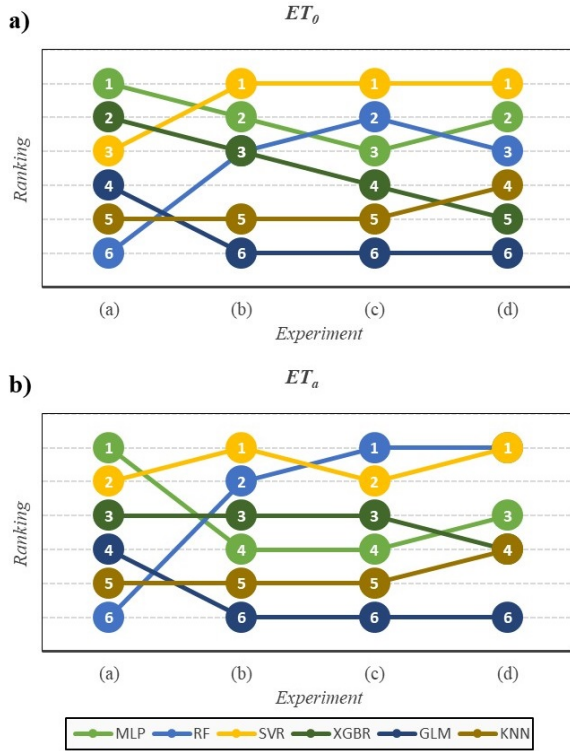 a)
ET₀
1 1 1 1
2 2 2 2
3 3 3 3
4 4 4
5 5 5 5
6 6 6 6
Ranking
(a) (b) (c) (d)
Experiment
b)
ETₐ
1 1 1 1
2 2 2
3 3 3 3
4 4 4 4
5 5 5
6 6 6 6
Ranking
(a) (b) (c) (d)
Experiment
MLP RF SVR XGBR GLM KNN